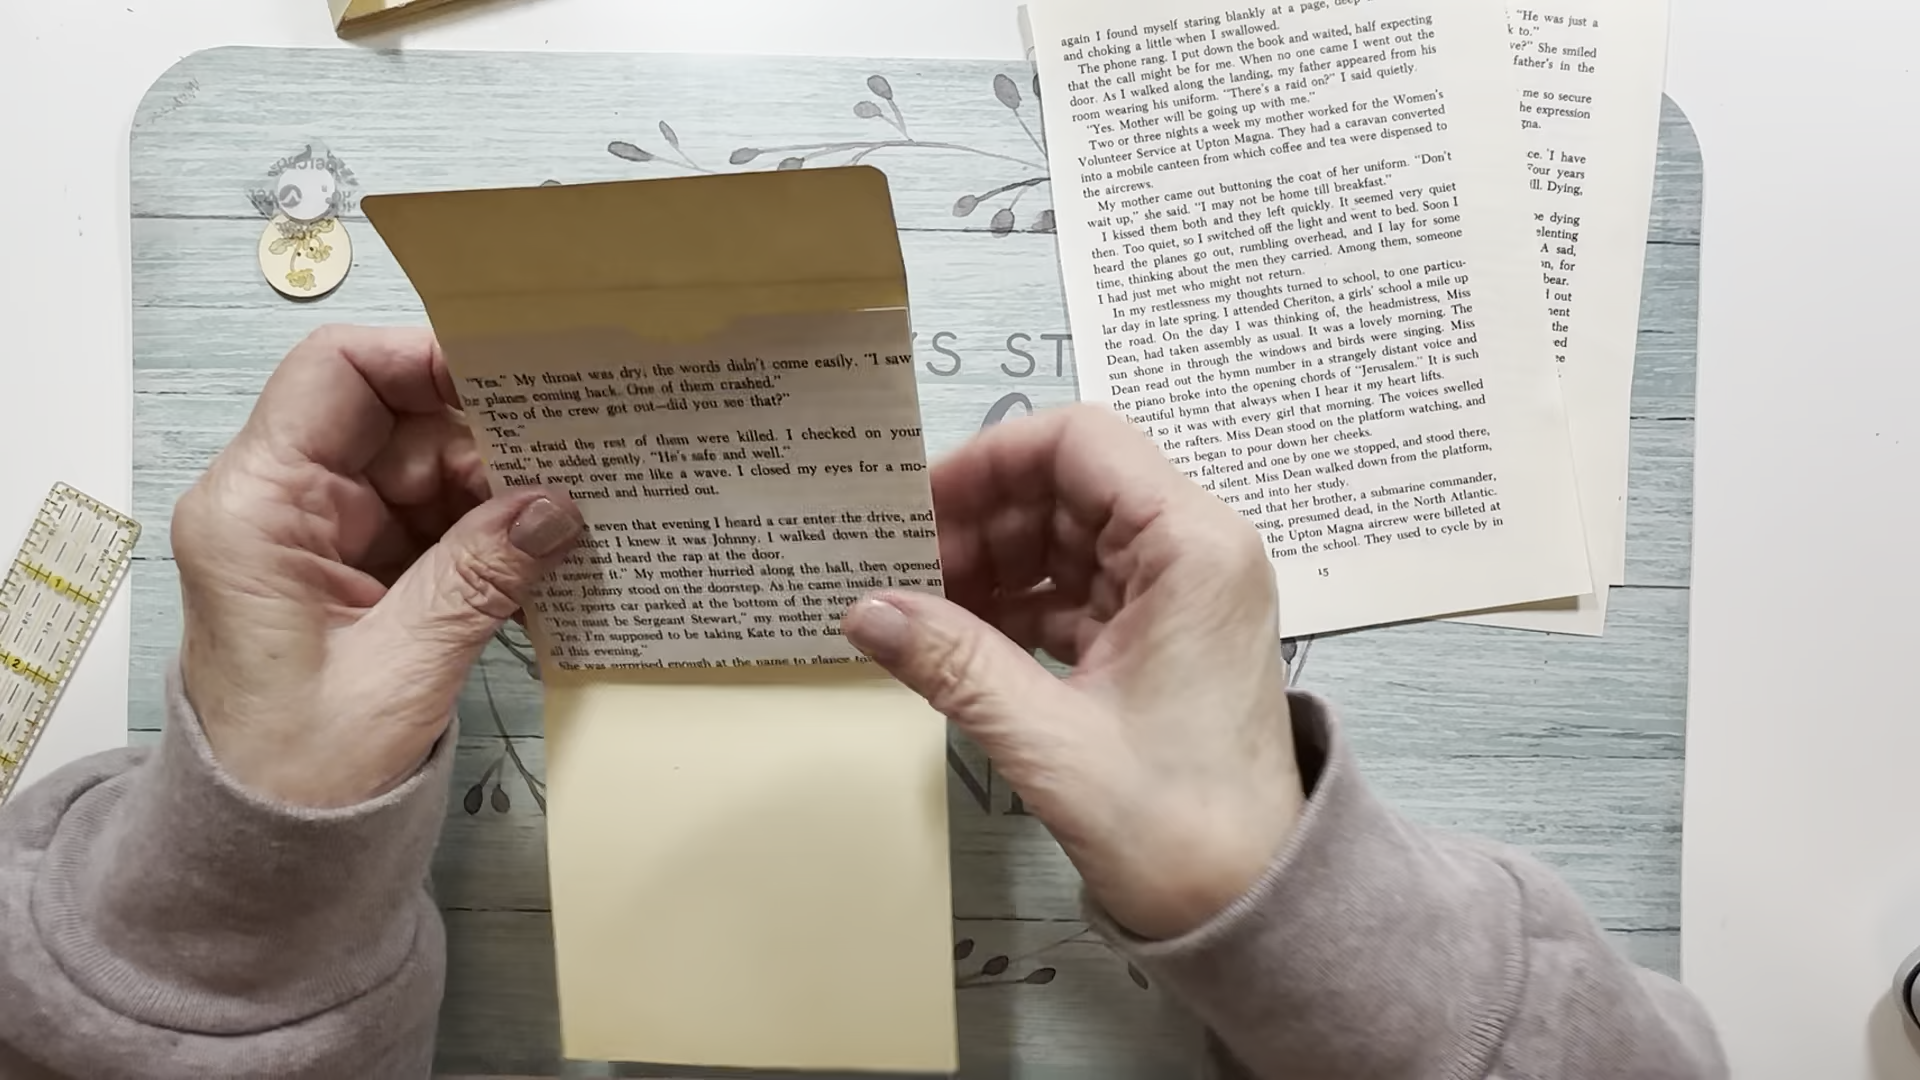 again I found myself staring blankly at a page,
and choking a little when I swallowed.
The phone rang. I put down the book and waited, half expecting
that the call might be for me. When no one came I went out the
door. As I walked along the landing, my father appeared from his
room wearing his uniform. "There's a raid on?" I said quietly.
"Yes. Mother will be going up with me."
Two or three nights a week my mother worked for the Women's
Volunteer Service at Upton Magna. They had a caravan converted
into a mobile canteen from which coffee and tea were dispensed to
the aircrews.
My mother came out buttoning the coat of her uniform. "Don't
wait up," she said. "I may not be home till breakfast."
I kissed them both and they left quickly. It seemed very quiet
then. Too quiet, so I switched off the light and went to bed. Soon I
heard the planes go out, rumbling overhead, and I lay for some
time, thinking about the men they carried. Among them, someone
I had just met who might not return.
In my restlessness my thoughts turned to school, to one particu-
lar day in late spring. I attended Cheriton, a girls' school a mile up
the road. On the day I was thinking of, the headmistress, Miss
Dean, had taken assembly as usual. It was a lovely morning. The
sun shone in through the windows and birds were singing. Miss
Dean read out the hymn number in a strangely distant voice and
the piano broke into the opening chords of "Jerusalem." It is such
beautiful hymn that always when I hear it my heart lifts.
so it was with every girl that morning. The voices swelled
the rafters. Miss Dean stood on the platform watching, and
began to pour down her cheeks.
faltered and one by one we stopped, and stood there,
silent. Miss Dean walked down from the platform,
and into her study.
that her brother, a submarine commander,
presumed dead, in the North Atlantic.
the Upton Magna aircrew were billeted at
from the school. They used to cycle by in
15
"He was just a
to."
She smiled
father's in the
me so secure
he expression
ce. 'I have
years
Dying,
dying
A sad,
for
bear.
out
the
"Yes." My throat was dry, the words didn't come easily. "I saw
planes coming back. One of them crashed."
"Two of the crew got out—did you see that?"
"Yes."
"I'm afraid the rest of them were killed. I checked on your
he added gently. "He's safe and well."
Relief swept over me like a wave. I closed my eyes for a mo-
turned and hurried out.
seven that evening I heard a car enter the drive, and
I knew it was Johnny. I walked down the stairs
and heard the rap at the door.
answer it." My mother hurried along the hall, then opened
door. Johnny stood on the doorstep. As he came inside I saw an
MG sports car parked at the bottom of the steps
"You must be Sergeant Stewart," my mother
"Yes. I'm supposed to be taking Kate to the
all this evening."
She was surprised enough at the name to glance
1
2